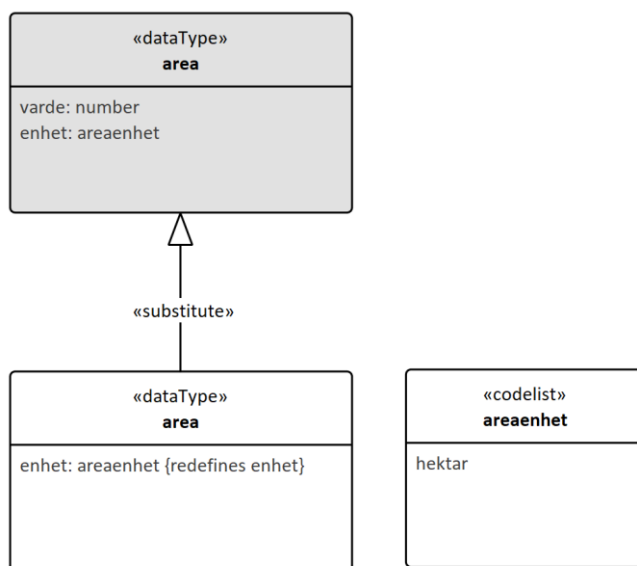 «dataType»
area
varde: number
enhet: areaenhet
«substitute»
«dataType»
area
enhet: areaenhet {redefines enhet}
«codelist»
areaenhet
hektar